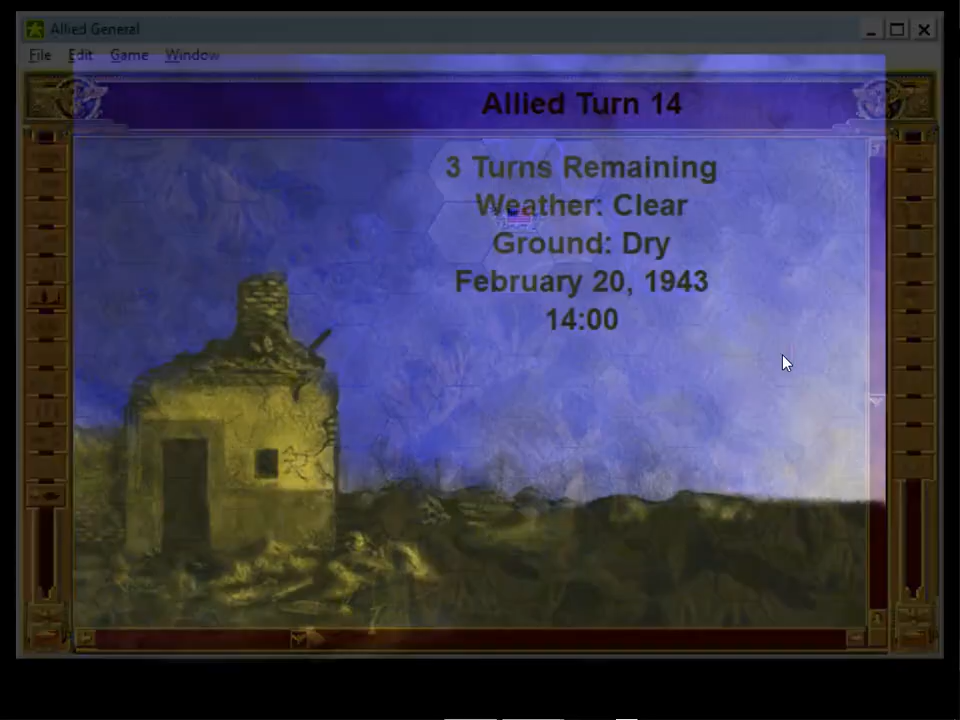 Allied General
File Edit Game Window
Allied Turn 14
3 Turns Remaining
Weather: Clear
Ground: Dry
February 20, 1943
14:00